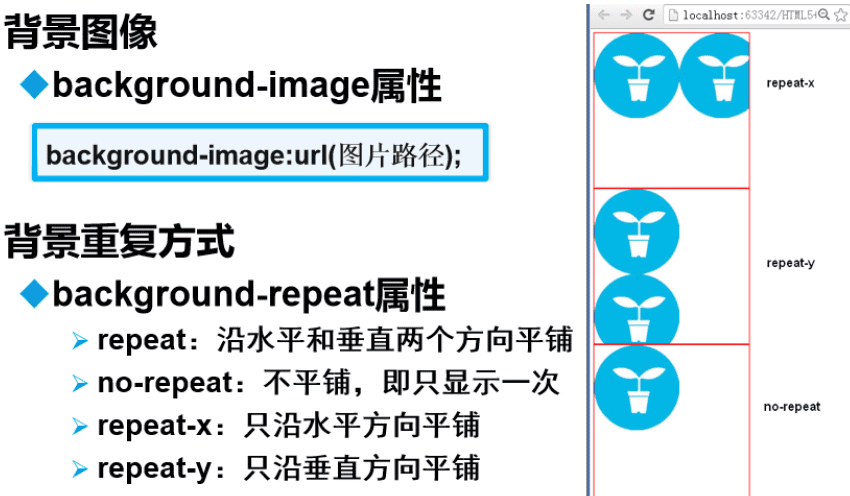 背景图像
background-image属性
background-image:url(图片路径);
背景重复方式
background-repeat属性
repeat：沿水平和垂直两个方向平铺
no-repeat：不平铺，即只显示一次
repeat-x：只沿水平方向平铺
repeat-y：只沿垂直方向平铺
localhost:63342/HTML5
repeat-x
repeat-y
no-repeat